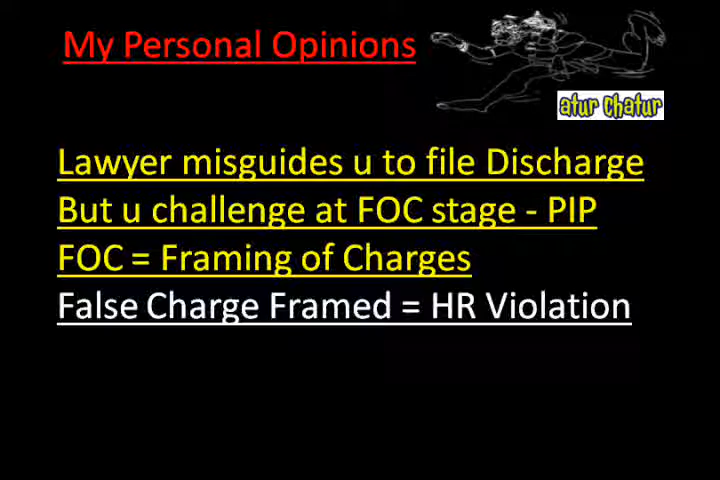 My Personal Opinions
atur chatur
Lawyer misguides u to file Discharge
But u challenge at FOC stage - PIP
FOC = Framing of Charges
False Charge Framed = HR Violation